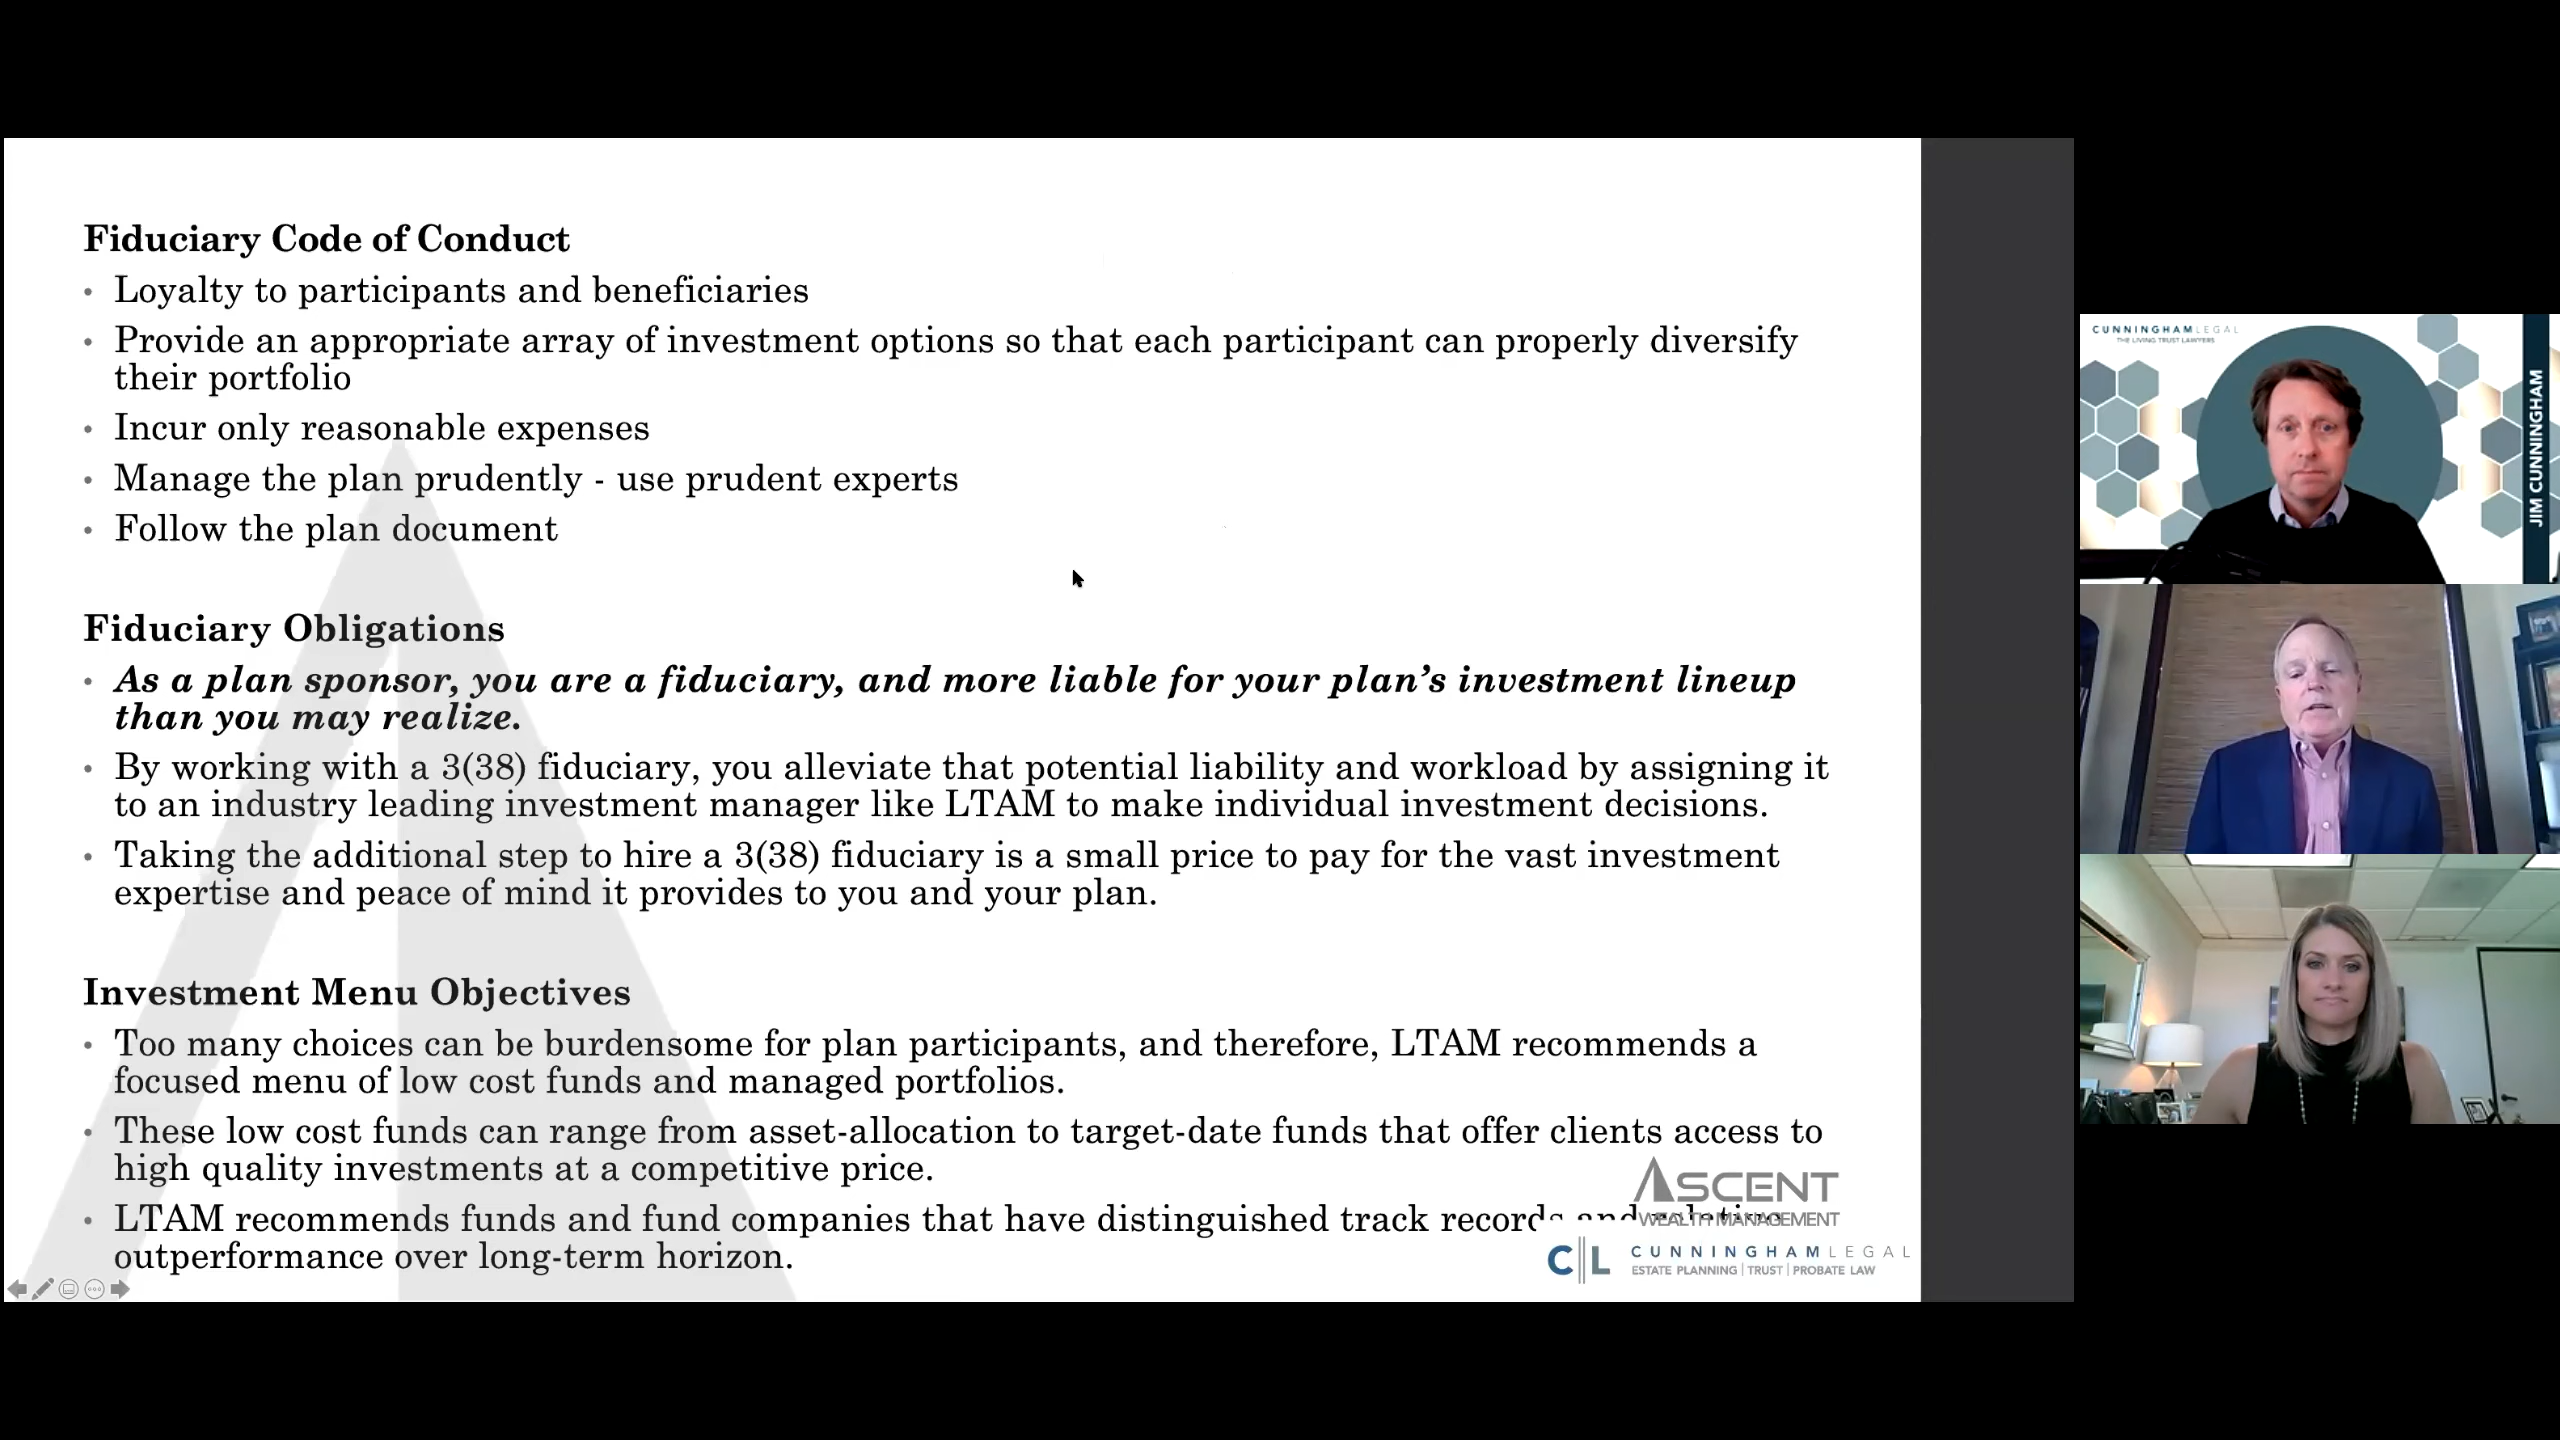 Fiduciary Code of Conduct
• Loyalty to participants and beneficiaries
• Provide an appropriate array of investment options so that each participant can properly diversify
their portfolio
• Incur only reasonable expenses
• Manage the plan prudently - use prudent experts
• Follow the plan document
Fiduciary Obligations
• As a plan sponsor, you are a fiduciary, and more liable for your plan’s investment lineup
than you may realize.
• By working with a 3(38) fiduciary, you alleviate that potential liability and workload by assigning it
to an industry leading investment manager like LTAM to make individual investment decisions.
• Taking the additional step to hire a 3(38) fiduciary is a small price to pay for the vast investment
expertise and peace of mind it provides to you and your plan.
Investment Menu Objectives
• Too many choices can be burdensome for plan participants, and therefore, LTAM recommends a
focused menu of low cost funds and managed portfolios.
• These low cost funds can range from asset-allocation to target-date funds that offer clients access to
high quality investments at a competitive price.
• LTAM recommends funds and fund companies that have distinguished track records and
outperformance over long-term horizon.
ASCENT
WEALTH MANAGEMENT
CL
CUNNINGHAMLEGAL
ESTATE PLANNING | TRUST | PROBATE LAW
CUNNINGHAMLEGAL
THE LIVING TRUST LAWYERS
JIM CUNNINGHAM